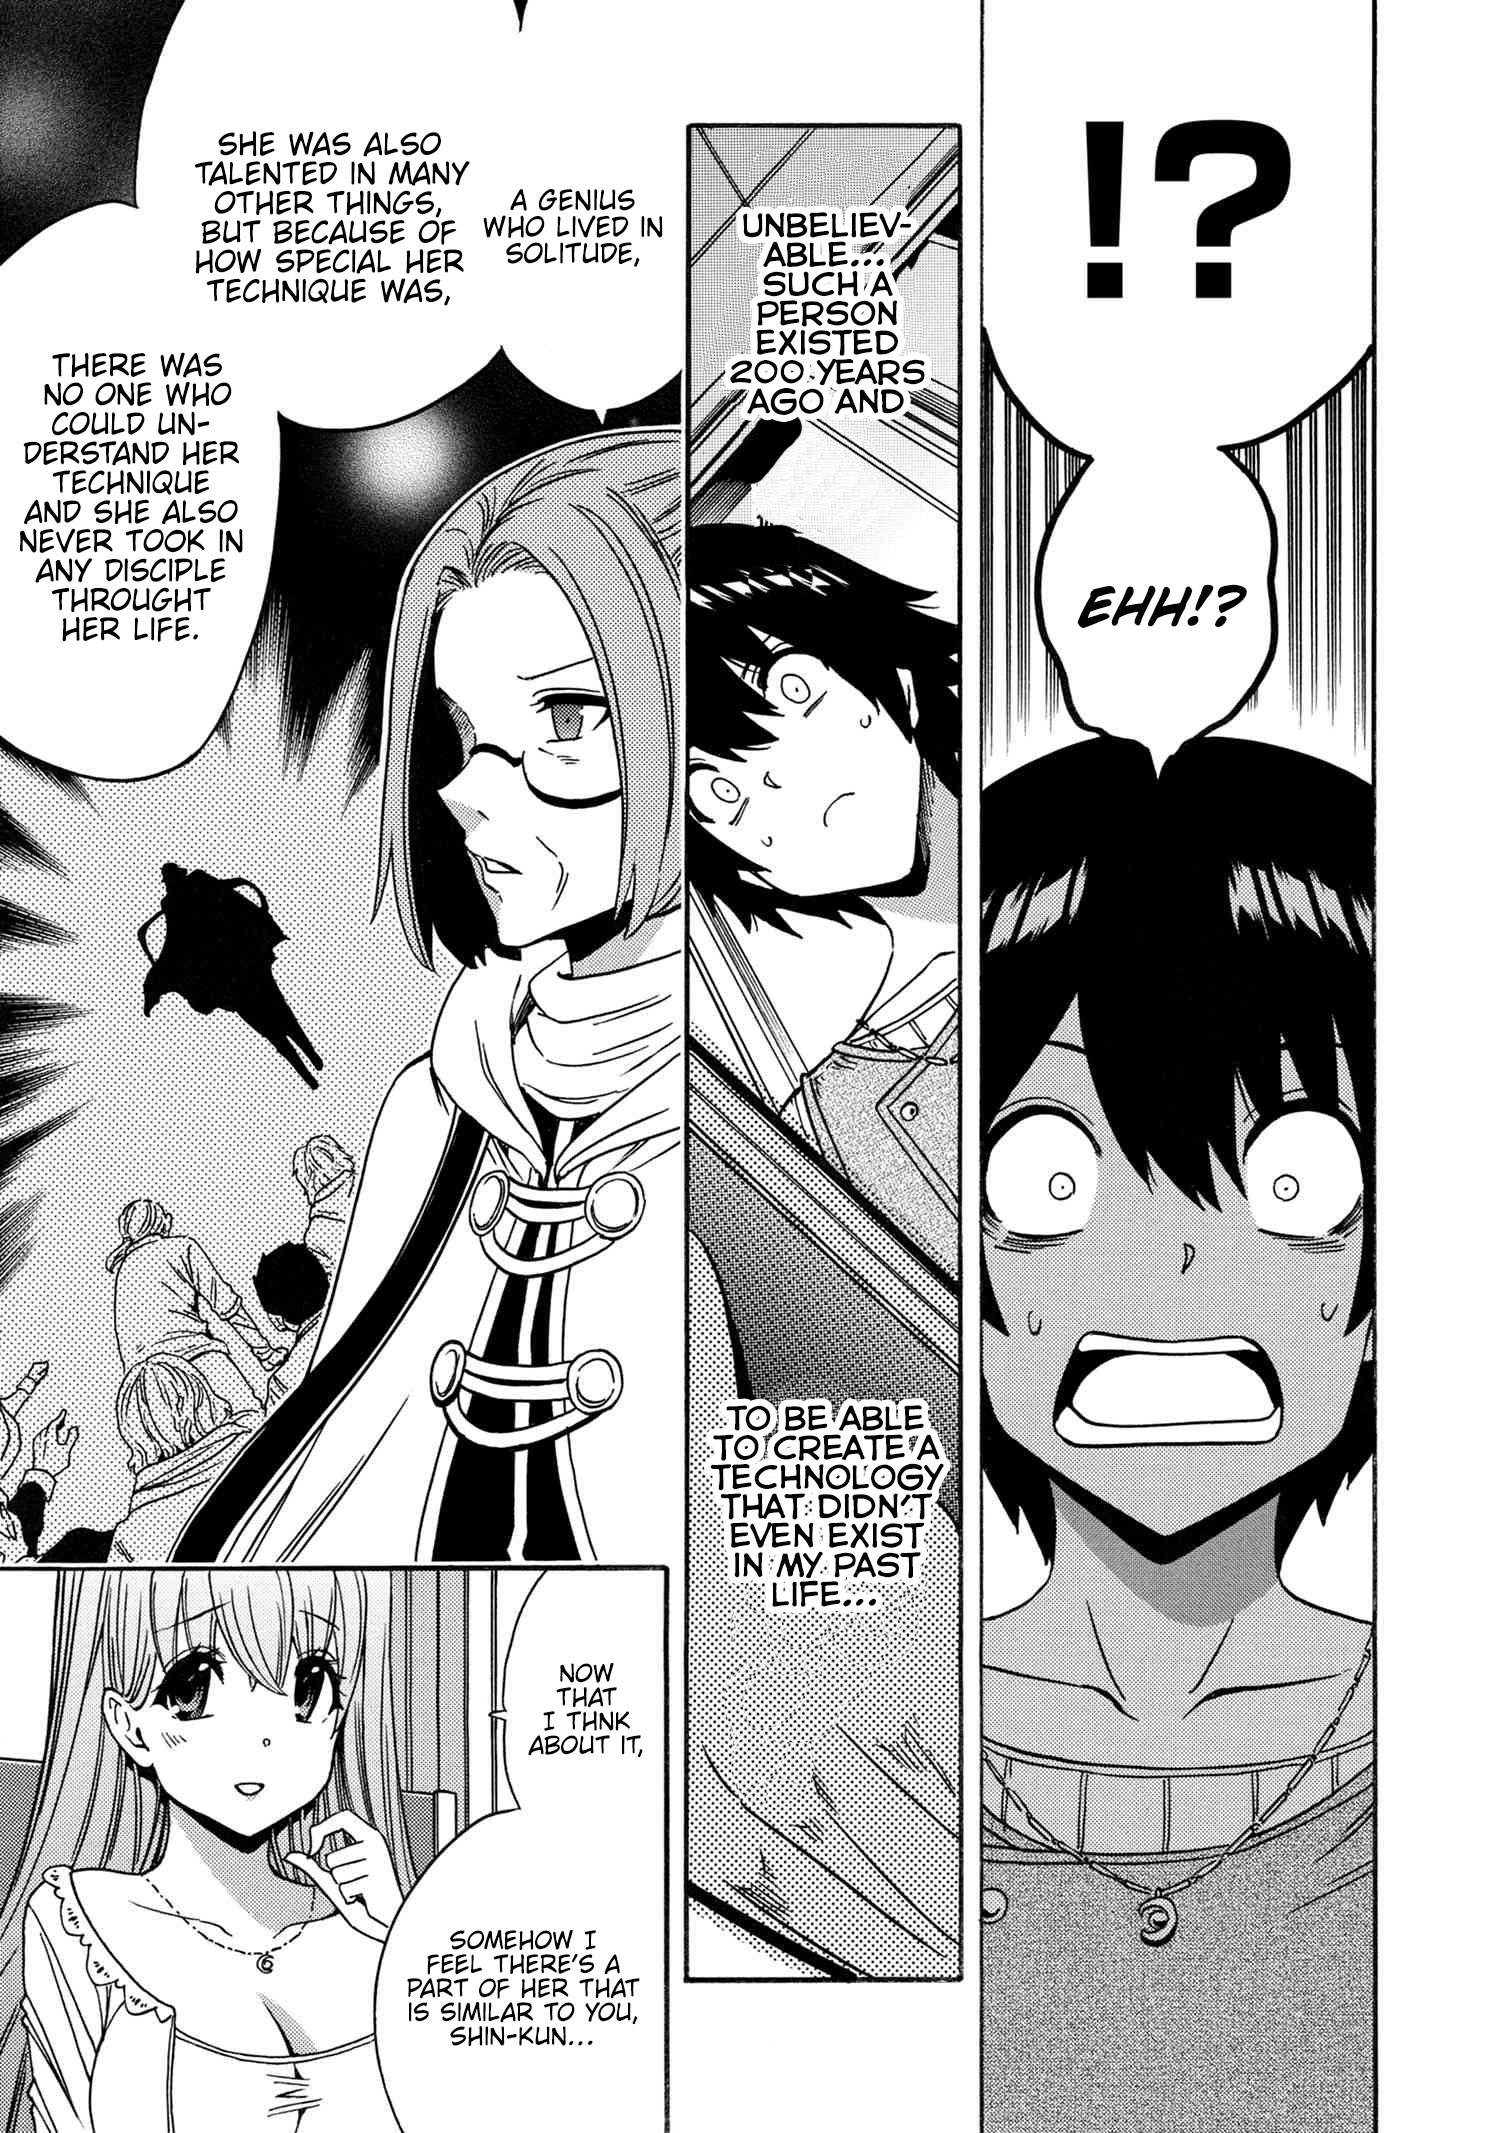 !?
EHH!?
UNBELIEV-
ABLE...
SUCH A
PERSON
EXISTED
200 YEARS
AGO AND
TO BE ABLE
TO CREATE A
TECHNOLOGY
THAT DIDN'T
EVEN EXIST
IN MY PAST
LIFE...
A GENIUS
WHO LIVED IN
SOLITUDE,
SHE WAS ALSO
TALENTED IN MANY
OTHER THINGS,
BUT BECAUSE OF
HOW SPECIAL HER
TECHNIQUE WAS,
THERE WAS
NO ONE WHO
COULD UN-
DERSTAND HER
TECHNIQUE
AND SHE ALSO
NEVER TOOK IN
ANY DISCIPLE
THROUGHT
HER LIFE.
NOW
THAT
I THNK
ABOUT IT,
SOMEHOW I
FEEL THERE'S A
PART OF HER THAT
IS SIMILAR TO YOU,
SHIN-KUN...